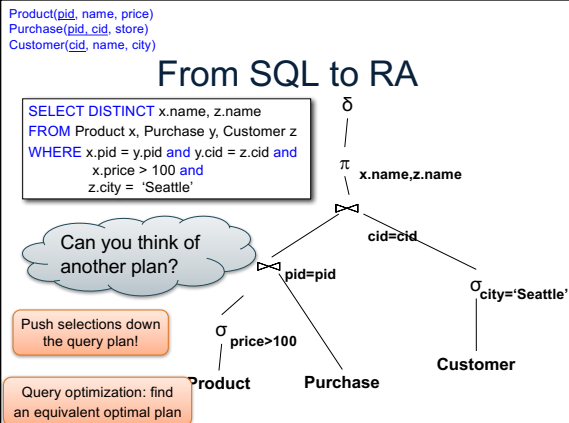 Product(pid, name, price)
Purchase(pid, cid, store)
Customer(cid, name, city)
From SQL to RA
SELECT DISTINCT x.name, z.name
FROM Product x, Purchase y, Customer z
WHERE x.pid = y.pid and y.cid = z.cid and
x.price > 100 and
z.city = ‘Seattle’
δ
π x.name,z.name
⋈ cid=cid
Can you think of
another plan?
⋈ pid=pid
σ city=‘Seattle’
Push selections down
the query plan!
σ price>100
Customer
Product Purchase
Query optimization: find
an equivalent optimal plan